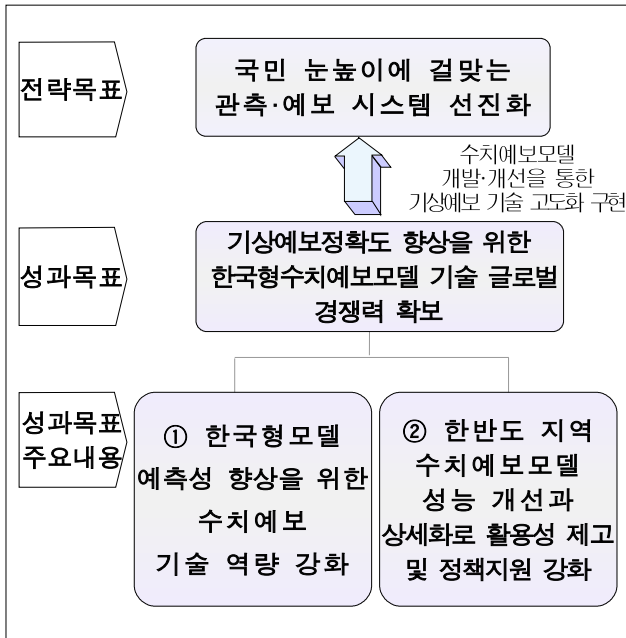 전략목표
국민 눈높이에 걸맞는
관측·예보 시스템 선진화
수치예보모델
개발·개선을 통한
기상예보 기술 고도화 구현
성과목표
기상예보정확도 향상을 위한
한국형수치예보모델 기술 글로벌
경쟁력 확보
성과목표
주요내용
① 한국형모델
예측성 향상을 위한
수치예보
기술 역량 강화
② 한반도 지역
수치예보모델
성능 개선과
상세화로 활용성 제고
및 정책지원 강화